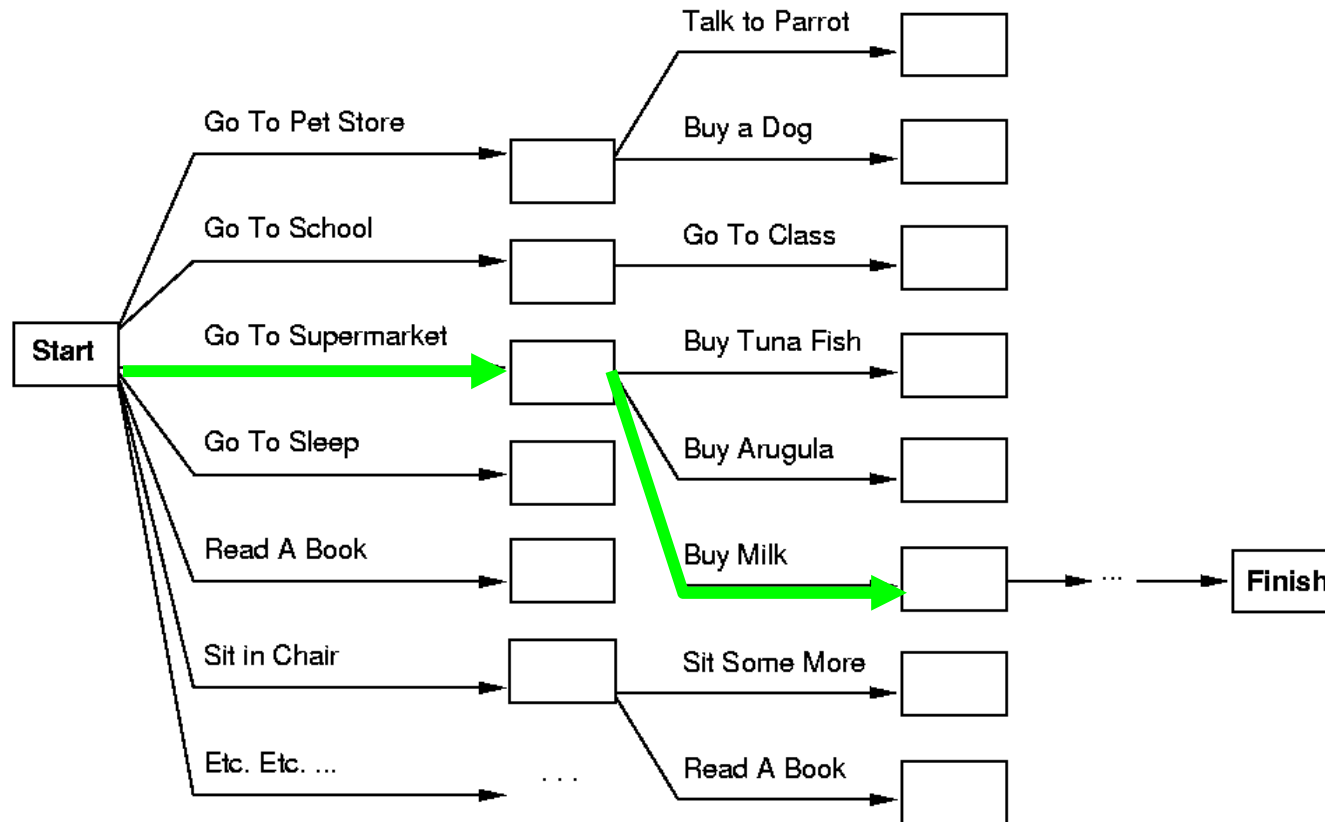 Talk to Parrot
Go To Pet Store
Buy a Dog
Go To School
Go To Class
Start
Go To Supermarket
Buy Tuna Fish
Go To Sleep
Buy Arugula
Read A Book
Buy Milk
...
Finish
Sit in Chair
Sit Some More
Etc. Etc. ...
. . .
Read A Book